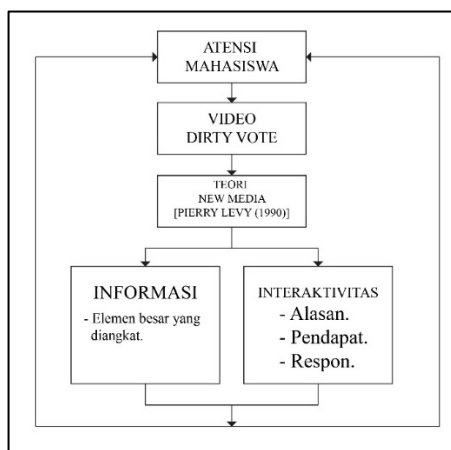 ATENSI
MAHASISWA
VIDEO
DIRTY VOTE
TEORI
NEW MEDIA
[PIERRY LEVY (1990)]
INFORMASI
- Elemen besar yang
diangkat.
INTERAKTIVITAS
- Alasan.
- Pendapat.
- Respon.